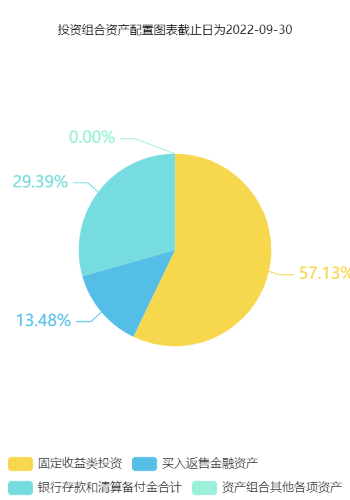 投资组合资产配置图表截止日为2022-09-30
0.00%
29.39%
57.13%
13.48%
固定收益类投资 买入返售金融资产
银行存款和清算备付金合计 资产组合其他各项资产